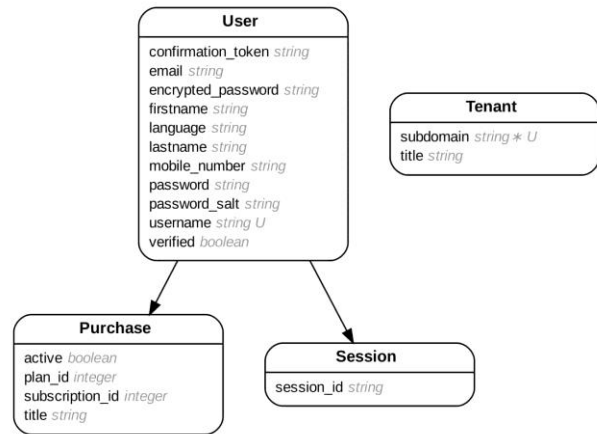 User
confirmation_token string
email string
encrypted_password string
firstname string
language string
lastname string
mobile_number string
password string
password_salt string
username string U
verified boolean
Tenant
subdomain string * U
title string
Purchase
active boolean
plan_id integer
subscription_id integer
title string
Session
session_id string